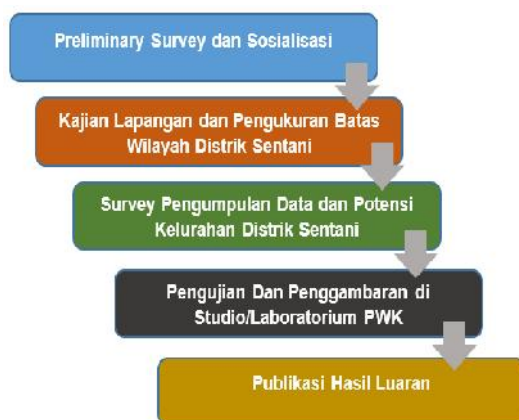 Preliminary Survey dan Sosialisasi
Kajian Lapangan dan Pengukuran Batas
Wilayah Distrik Sentani
Survey Pengumpulan Data dan Potensi
Kelurahan Distrik Sentani
Pengujian Dan Penggambaran di
Studio/Laboratorium PWK
Publikasi Hasil Luaran